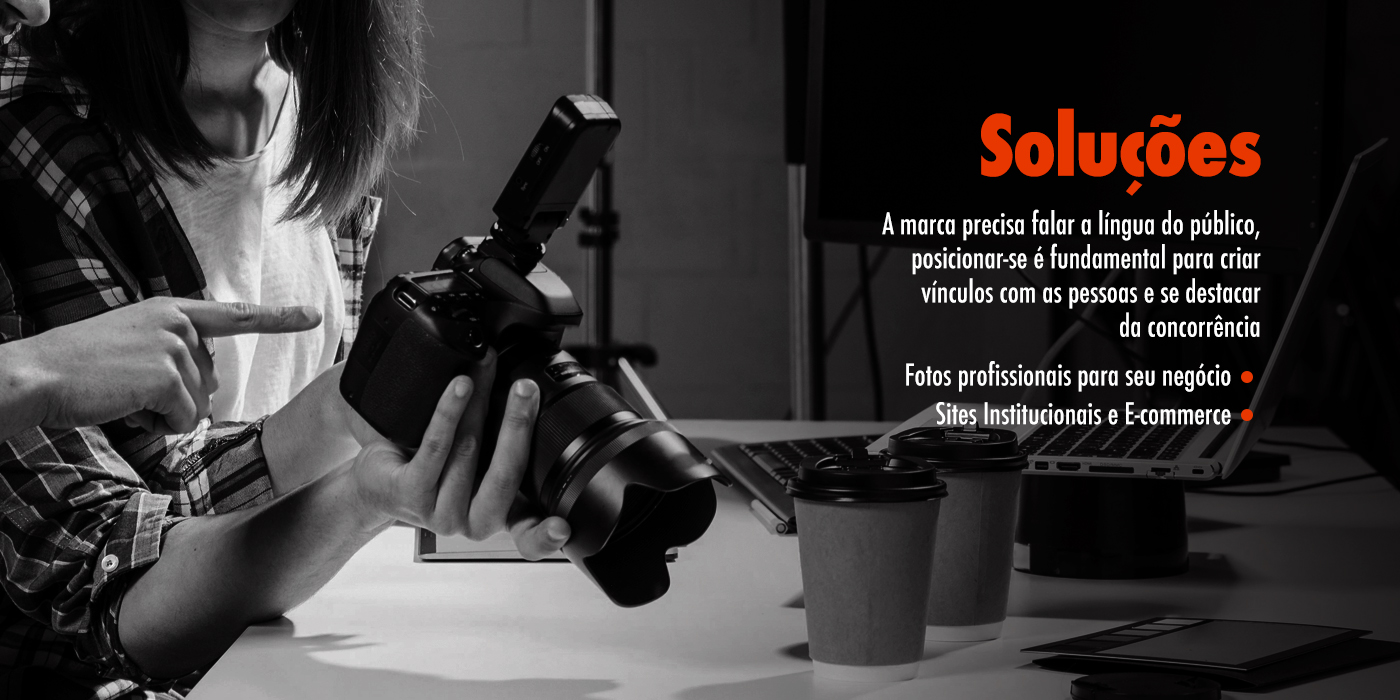 Soluções
A marca precisa falar a língua do público,
posicionar-se é fundamental para criar
vínculos com as pessoas e se destacar
da concorrência
Fotos profissionais para seu negócio
Sites Institucionais e E-commerce